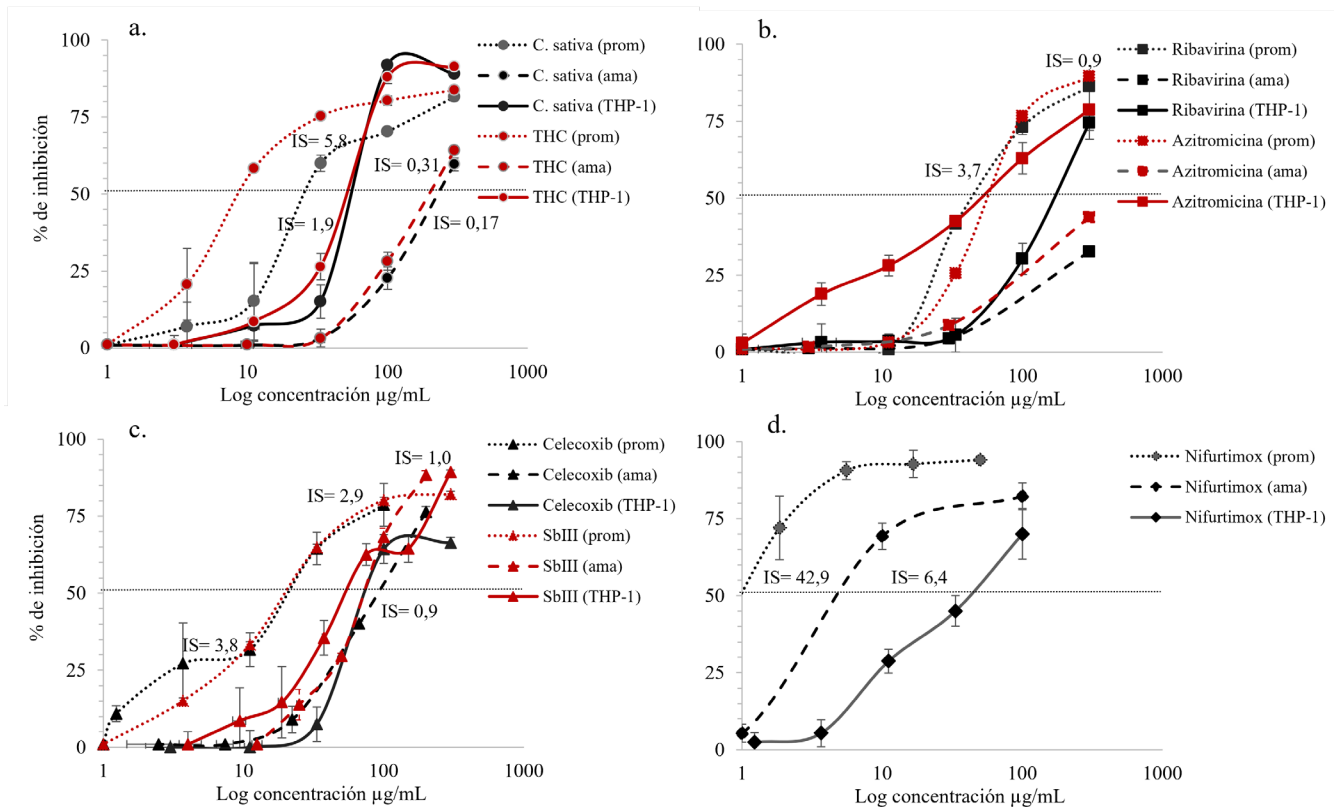 a.
% de inhibición
100
75
50
25
0
1
10
100
1000
Log concentración µg/mL
IS= 5,8
IS= 0,31
IS= 1,9
IS= 0,17
C. sativa (prom)
C. sativa (ama)
C. sativa (THP-1)
THC (prom)
THC (ama)
THC (THP-1)
b.
100
75
50
25
0
1
10
100
1000
Log concentración µg/mL
IS= 0,9
IS= 3,7
Ribavirina (prom)
Ribavirina (ama)
Ribavirina (THP-1)
Azitromicina (prom)
Azitromicina (ama)
Azitromicina (THP-1)
c.
% de inhibición
100
75
50
25
0
1
10
100
1000
Log concentración µg/mL
IS= 1,0
IS= 2,9
IS= 3,8
IS= 0,9
Celecoxib (prom)
Celecoxib (ama)
Celecoxib (THP-1)
SbIII (prom)
SbIII (ama)
SbIII (THP-1)
d.
100
75
50
25
0
1
10
100
1000
Log concentración µg/mL
IS= 42,9
IS= 6,4
Nifurtimox (prom)
Nifurtimox (ama)
Nifurtimox (THP-1)